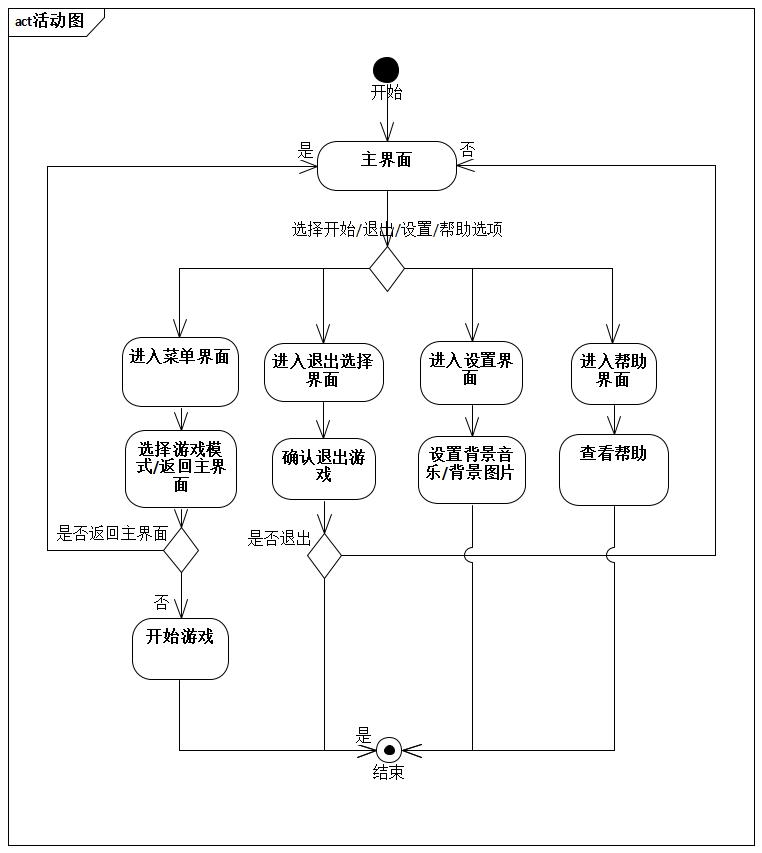 act活动图
开始
是
主界面
否
选择开始/退出/设置/帮助选项
进入菜单界面
进入退出选择
界面
进入设置界
面
进入帮助
界面
选择游戏模
式/返回主界
面
确认退出游
戏
设置背景音
乐/背景图片
查看帮助
是否返回主界面
是否退出
否
开始游戏
是
结束